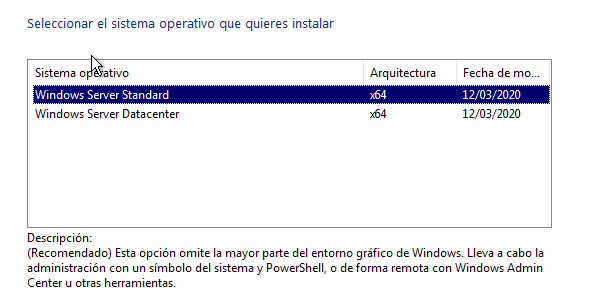 Seleccionar el sistema operativo que quieres instalar
Sistema operativo Arquitectura Fecha de mo...
Windows Server Standard x64 12/03/2020
Windows Server Datacenter x64 12/03/2020
Descripción:
(Recomendado) Esta opción omite la mayor parte del entorno gráfico de Windows. Lleva a cabo la
administración con un símbolo del sistema y PowerShell, o de forma remota con Windows Admin
Center u otras herramientas.